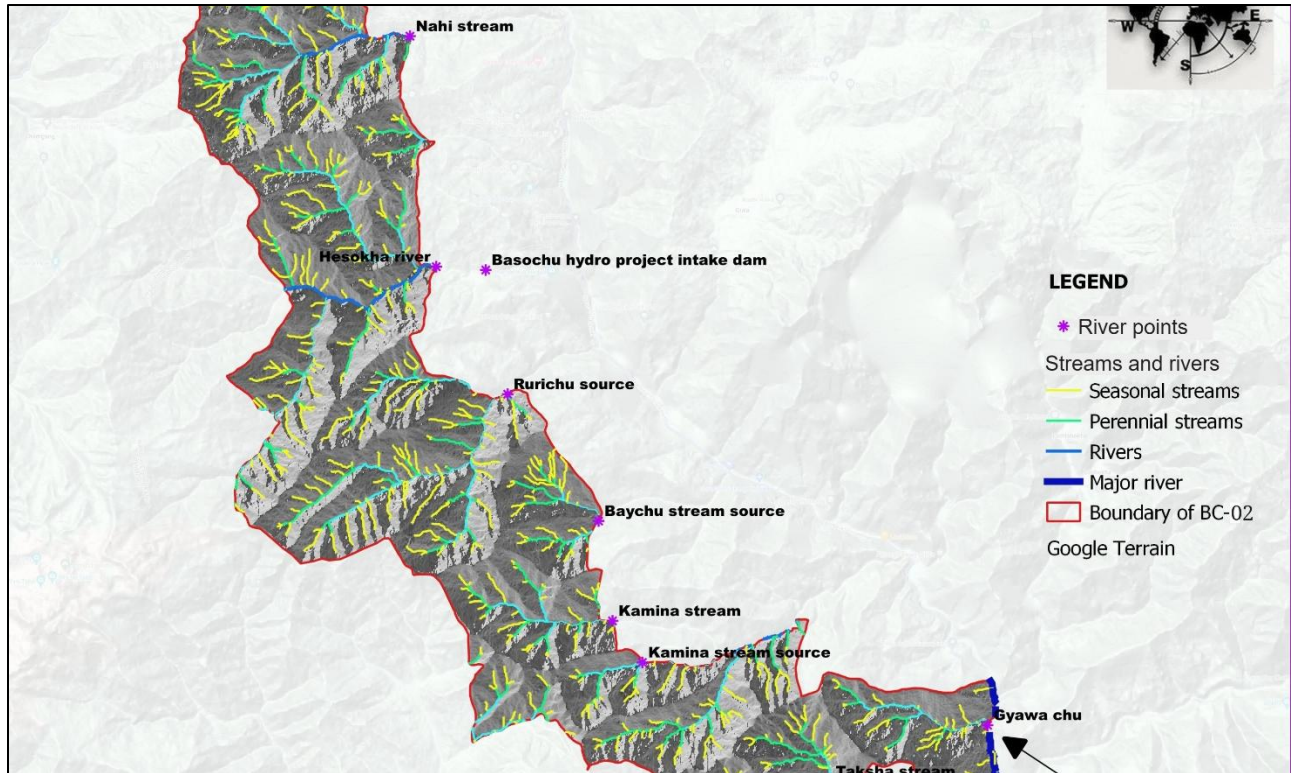 Nahi stream
W
E
S
Hesokha river
Basochu hydro project intake dam
LEGEND
River points
Streams and rivers
Rurichu source
Seasonal streams
Perennial streams
Rivers
Major river
Baychu stream source
Boundary of BC-02
Google Terrain
Kamina stream
Kamina stream source
Gyawa chu
Taksha stream